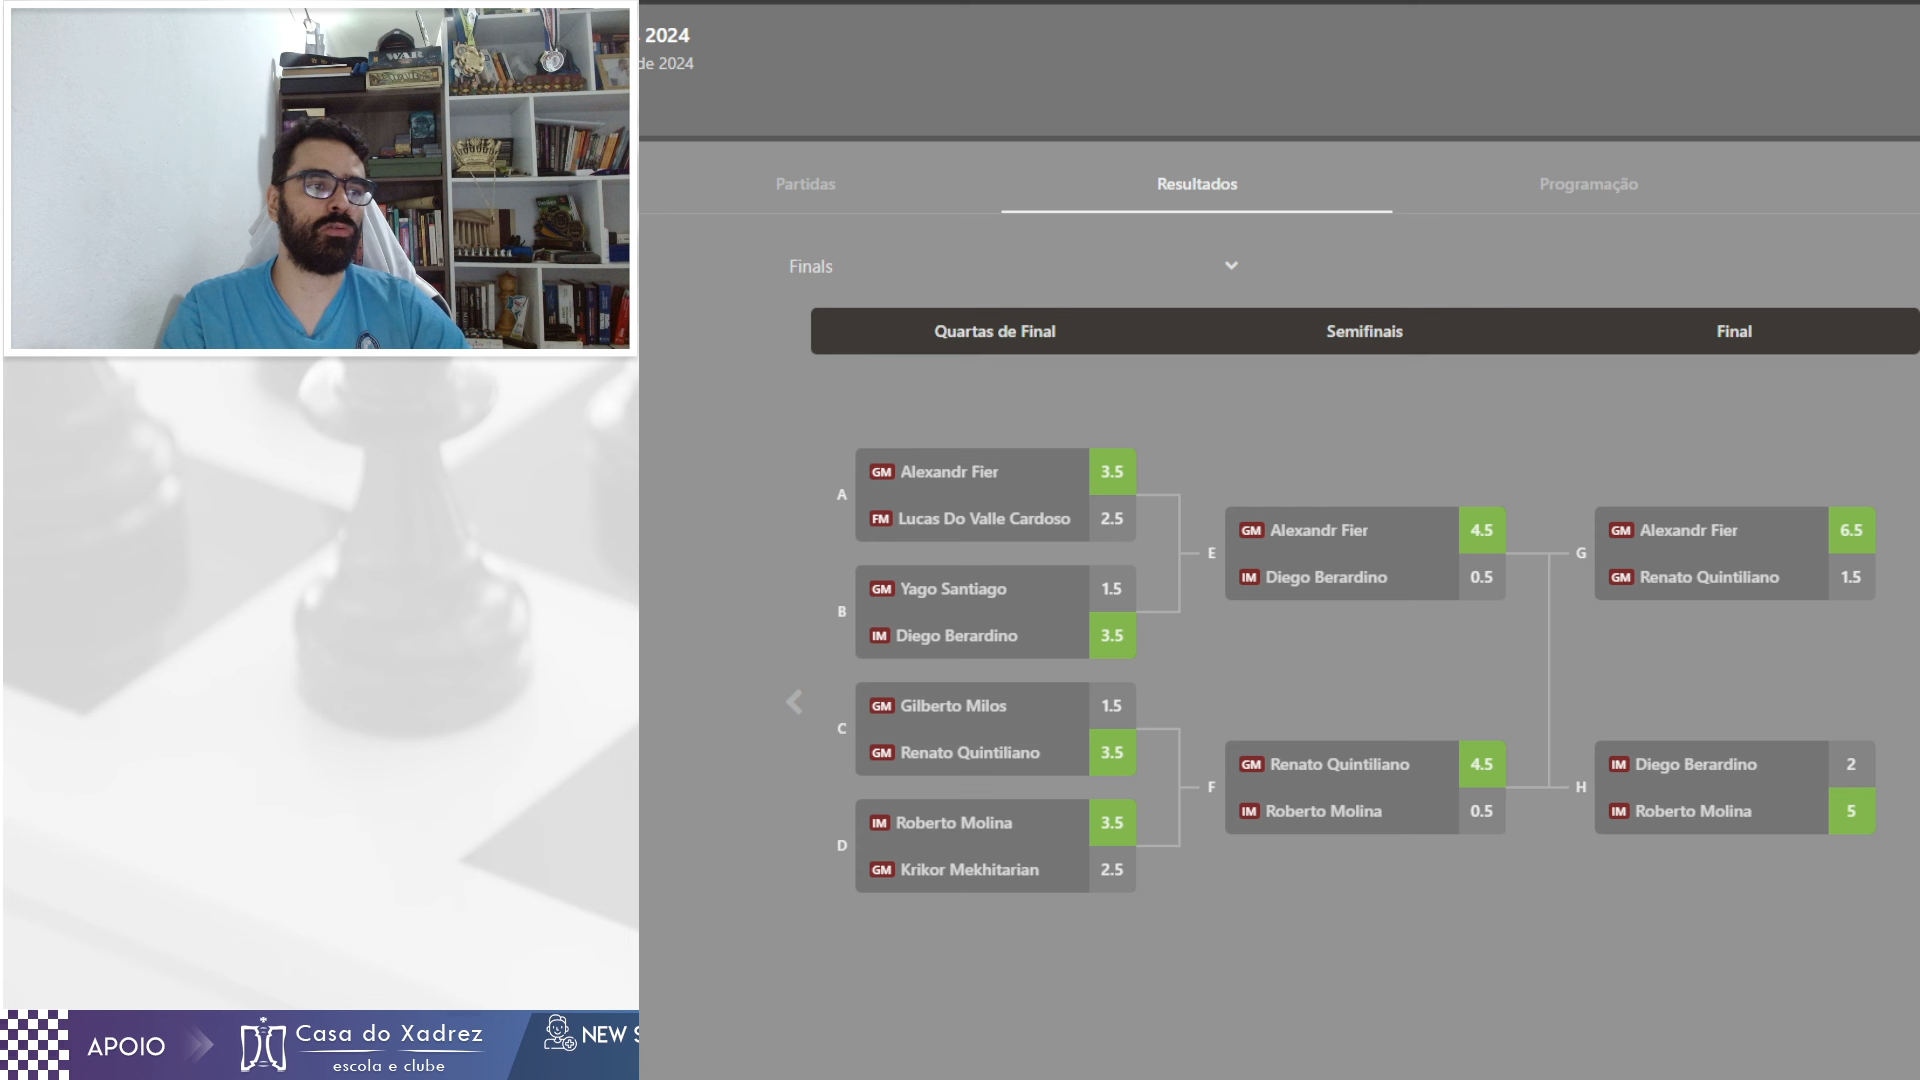 WAR
2024
de 2024
Partidas
Resultados
Programação
Finals
Quartas de Final
Semifinais
Final
A
GM Alexandr Fier 3.5
FM Lucas Do Valle Cardoso 2.5
B
GM Yago Santiago 1.5
IM Diego Berardino 3.5
C
GM Gilberto Milos 1.5
GM Renato Quintiliano 3.5
D
IM Roberto Molina 3.5
GM Krikor Mekhitarian 2.5
E
GM Alexandr Fier 4.5
IM Diego Berardino 0.5
F
GM Renato Quintiliano 4.5
IM Roberto Molina 0.5
G
GM Alexandr Fier 6.5
GM Renato Quintiliano 1.5
H
IM Diego Berardino 2
IM Roberto Molina 5
APOIO
Casa do Xadrez
escola e clube
NEW